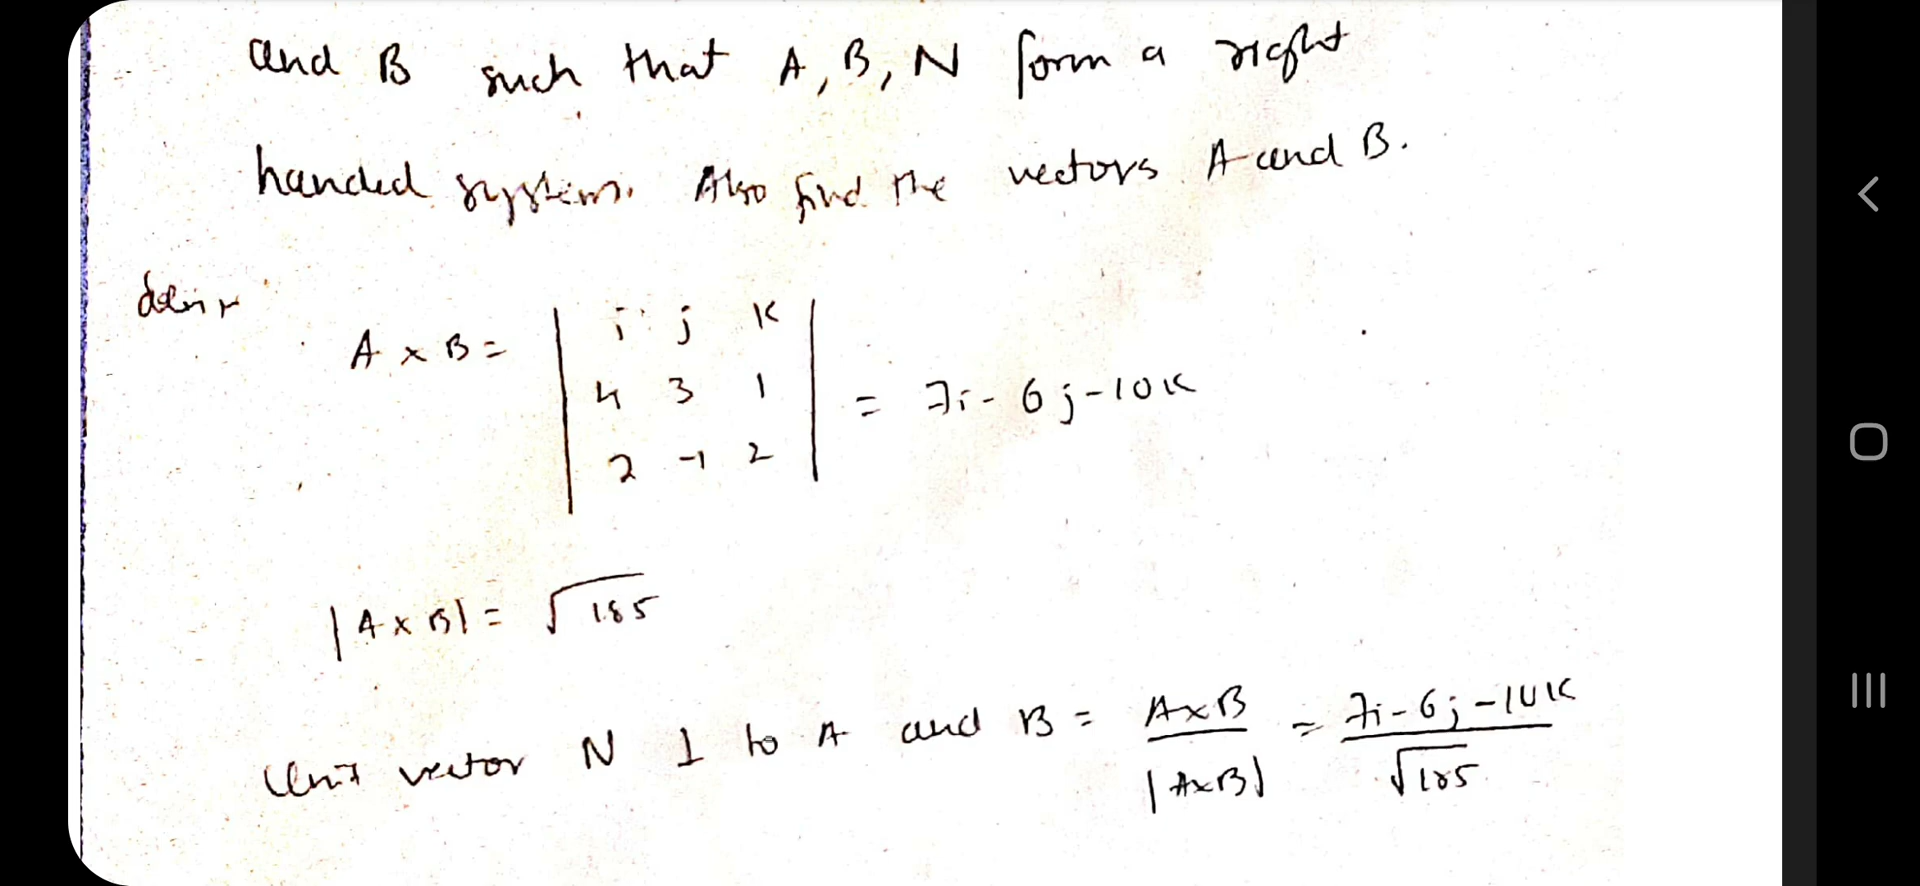 and B such that A, B, N form a right
handed system. Also find the vectors A and B.
A × B = | i j k |
| 4 3 1 | = 7i - 6j - 10k
| 2 -1 2 |
|A × B| = √185
Unit vector N ⊥ to A and B = A×B / |A×B| = 7i - 6j - 10k / √185